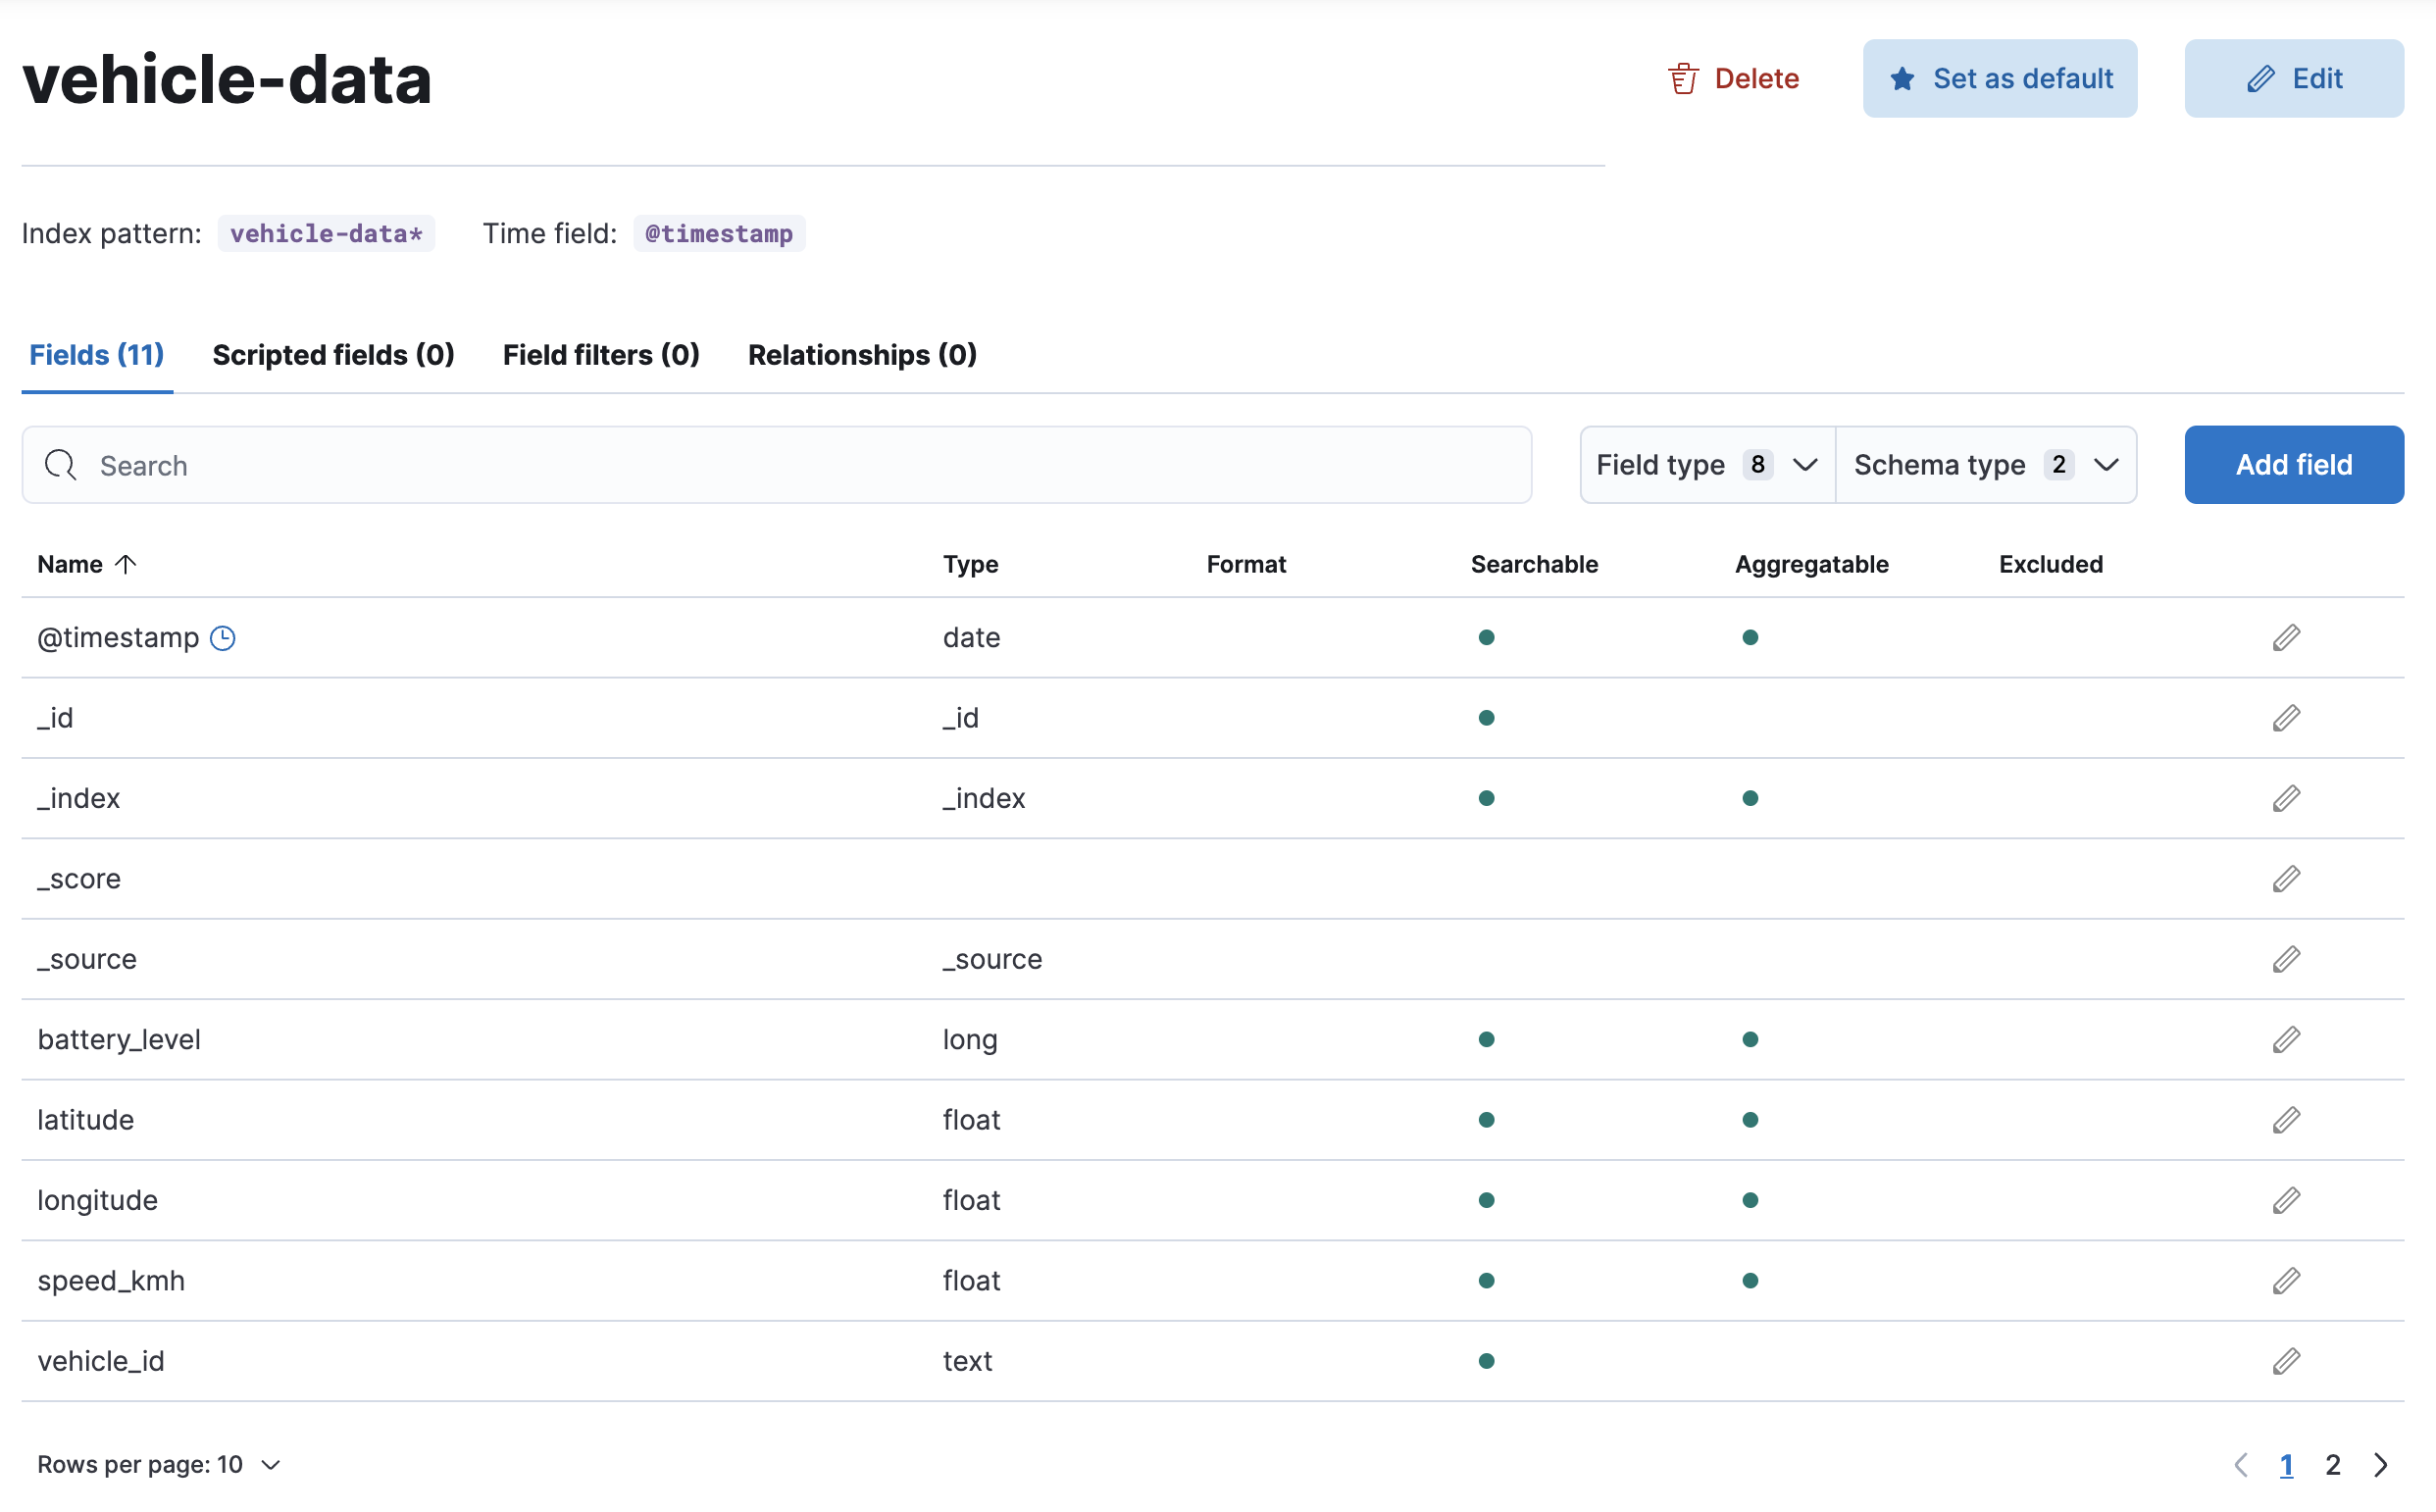 vehicle-data
Delete
Set as default
Edit
Index pattern: vehicle-data* Time field: @timestamp
Fields (11) Scripted fields (0) Field filters (0) Relationships (0)
Search
Field type 8 Schema type 2 Add field
Name Type Format Searchable Aggregatable Excluded
@timestamp date
_id _id
_index _index
_score
_source _source
battery_level long
latitude float
longitude float
speed_kmh float
vehicle_id text
Rows per page: 10
1 2